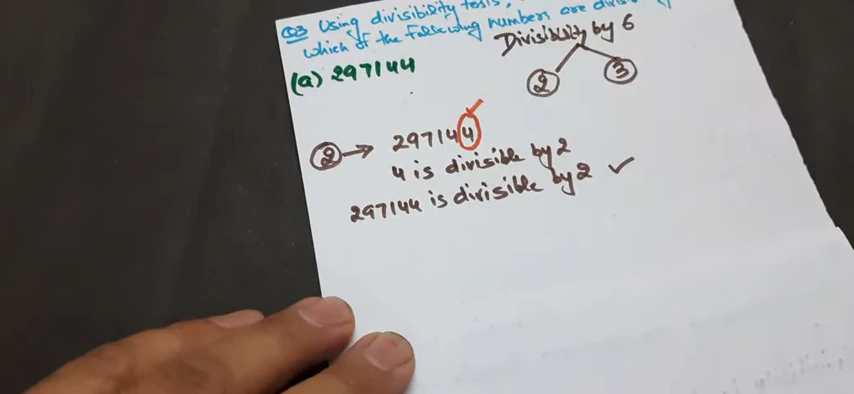 Q3 Using divisibility tests,
which of the following numbers are
Divisibility by 6
(a) 297144
2 3
2 → 297144
4 is divisible by 2
297144 is divisible by 2 ✓